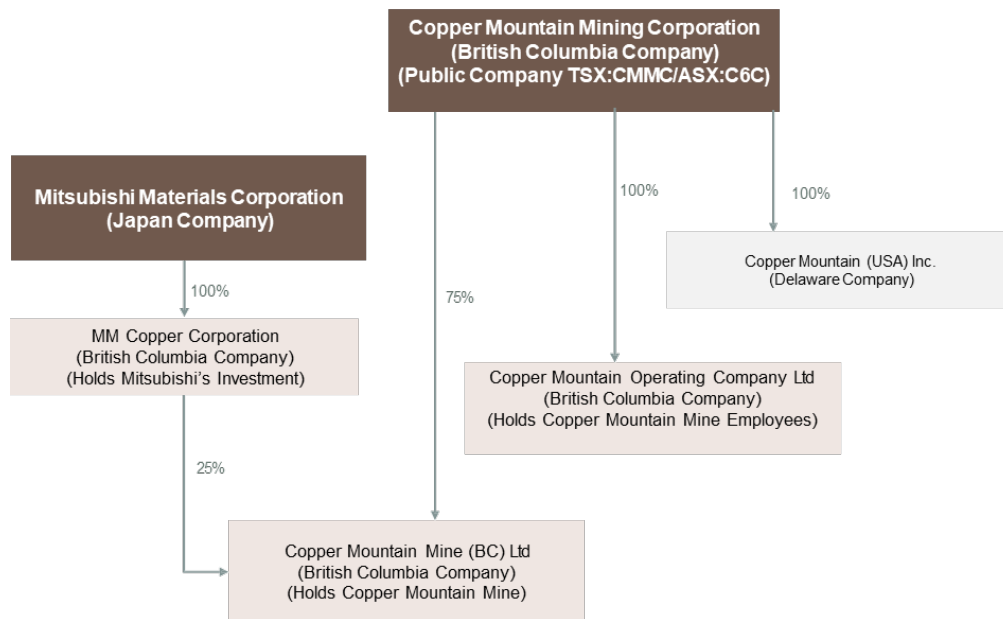 Copper Mountain Mining Corporation
(British Columbia Company)
(Public Company TSX:CMMC/ASX:C6C)
Mitsubishi Materials Corporation
(Japan Company)
100%
100%
Copper Mountain (USA) Inc.
(Delaware Company)
100%
75%
MM Copper Corporation
(British Columbia Company)
(Holds Mitsubishi's Investment)
Copper Mountain Operating Company Ltd
(British Columbia Company)
(Holds Copper Mountain Mine Employees)
25%
Copper Mountain Mine (BC) Ltd
(British Columbia Company)
(Holds Copper Mountain Mine)